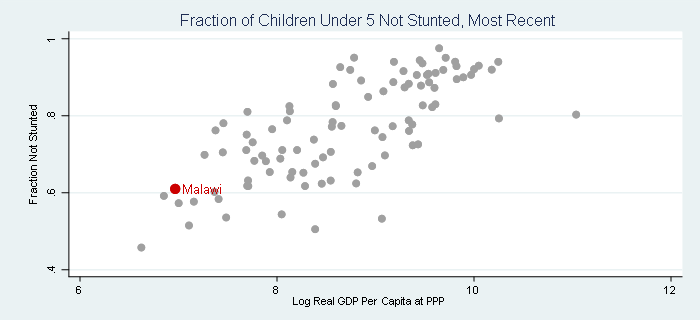 Fraction of Children Under 5 Not Stunted, Most Recent
1
.8
.6
.4
Fraction Not Stunted
Malawi
6
8
10
12
Log Real GDP Per Capita at PPP